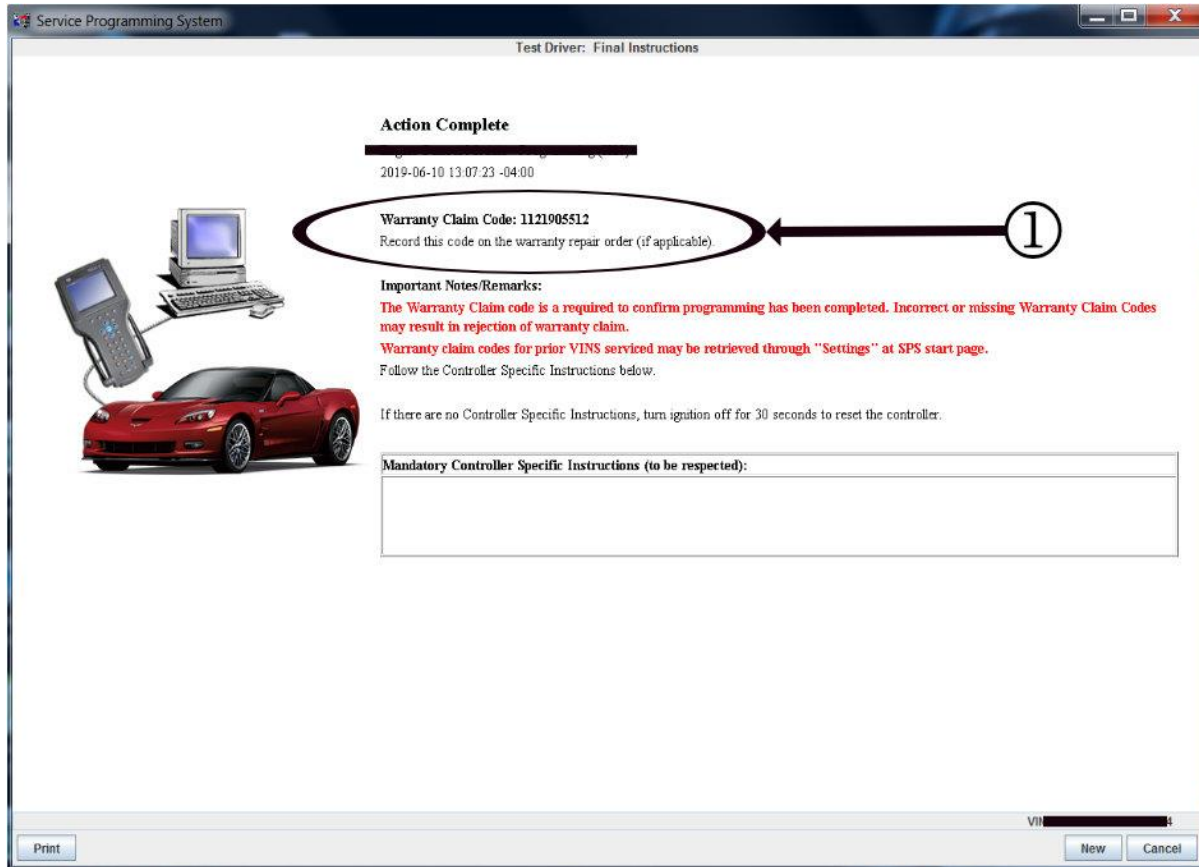 Service Programming System
Test Driver: Final Instructions
Action Complete
2019-06-10 13:07:23 -04:00
Warranty Claim Code: 1121905512
Record this code on the warranty repair order (if applicable).
①
Important Notes/Remarks:
The Warranty Claim code is a required to confirm programming has been completed. Incorrect or missing Warranty Claim Codes
may result in rejection of warranty claim.
Warranty claim codes for prior VINS serviced may be retrieved through "Settings" at SPS start page.
Follow the Controller Specific Instructions below.
If there are no Controller Specific Instructions, turn ignition off for 30 seconds to reset the controller.
Mandatory Controller Specific Instructions (to be respected):
4
Print
New
Cancel